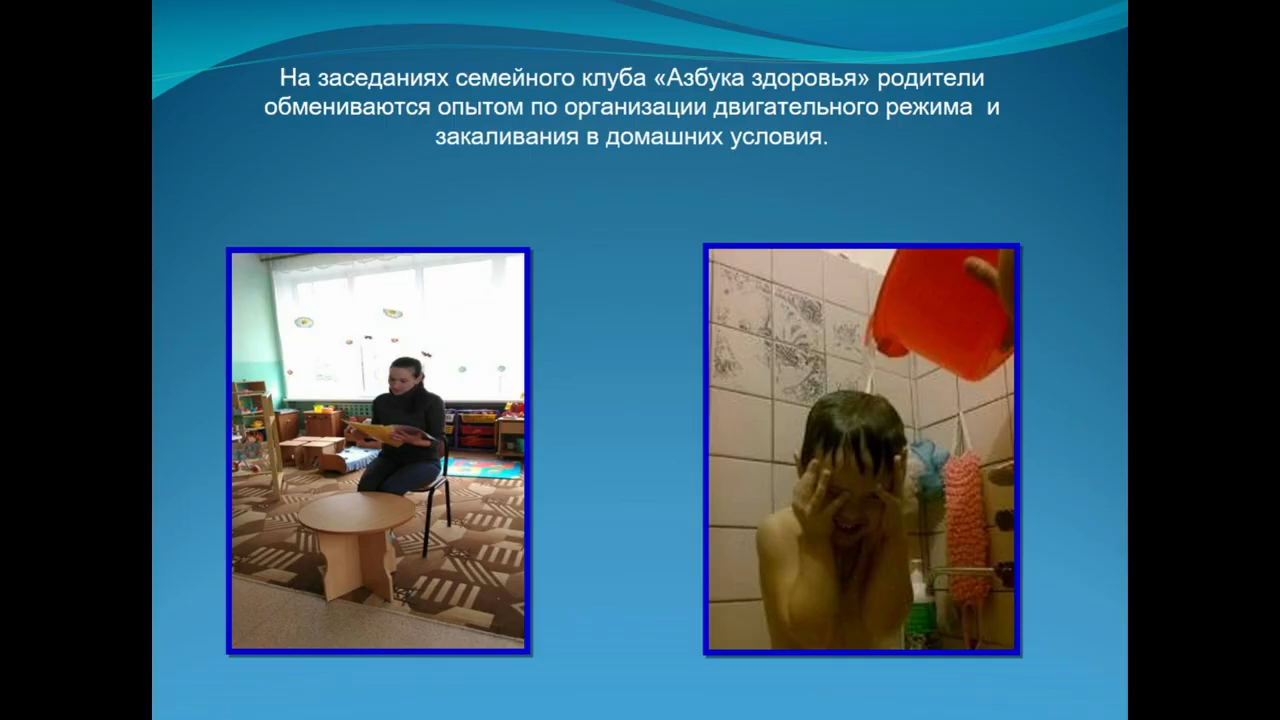 На заседаниях семейного клуба «Азбука здоровья» родители
обмениваются опытом по организации двигательного режима и
закаливания в домашних условия.